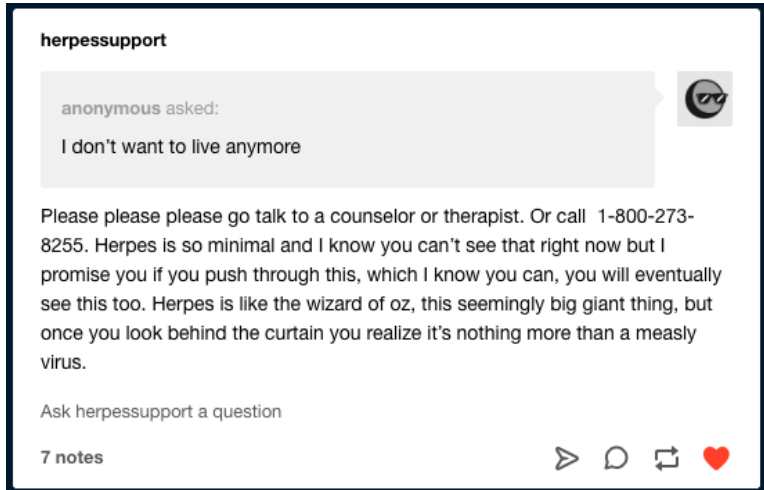 herpessupport
anonymous asked:
I don't want to live anymore
Please please please go talk to a counselor or therapist. Or call  1-800-273-
8255. Herpes is so minimal and I know you can't see that right now but I
promise you if you push through this, which I know you can, you will eventually
see this too. Herpes is like the wizard of oz, this seemingly big giant thing, but
once you look behind the curtain you realize it's nothing more than a measly
virus.
Ask herpessupport a question
7 notes